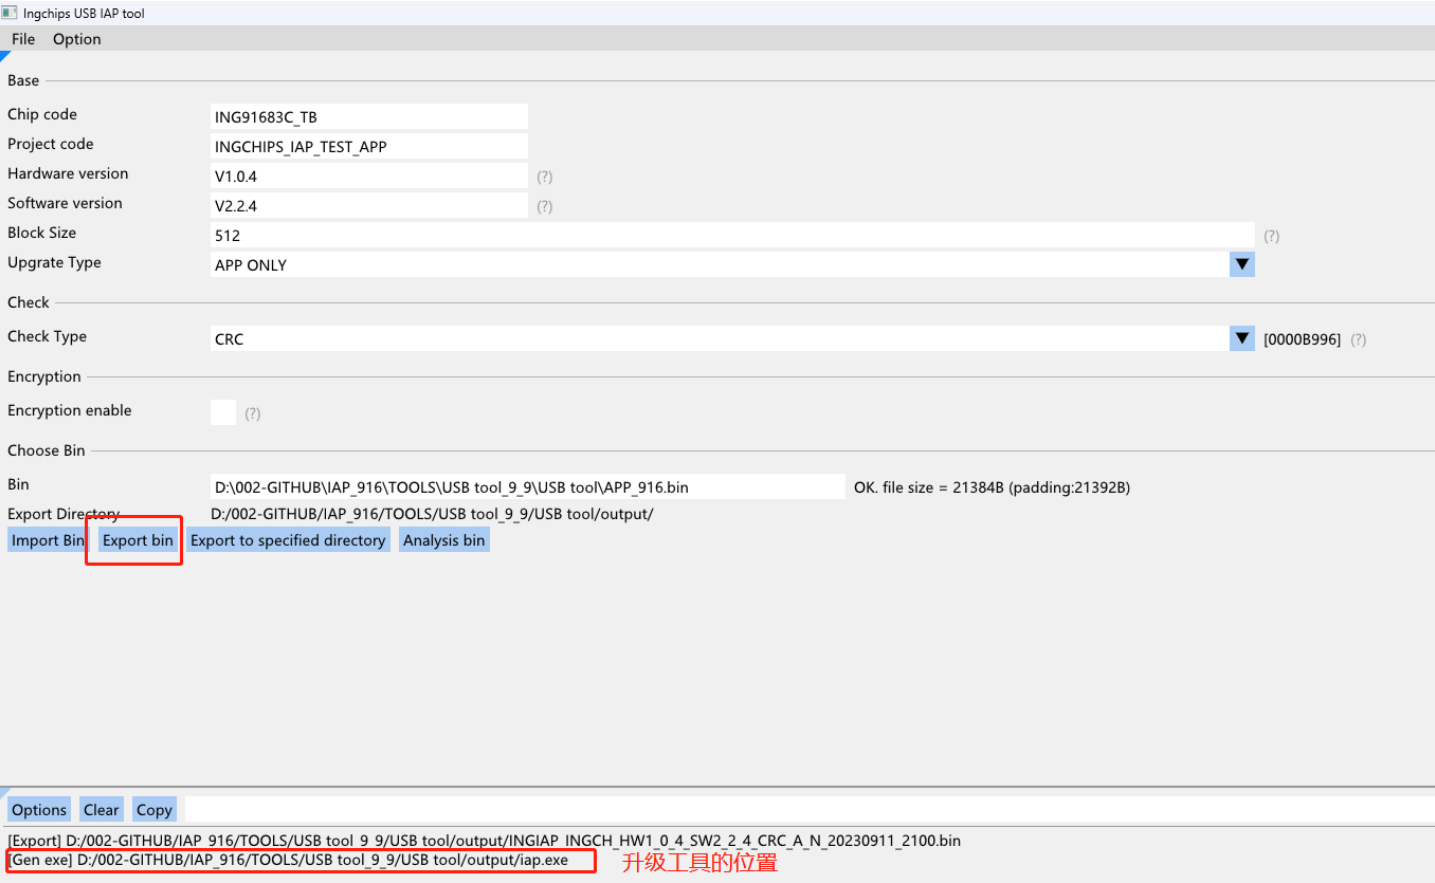 Ingchips USB IAP tool
File Option
Base
Chip code ING91683C_TB
Project code INGCHIPS_IAP_TEST_APP
Hardware version V1.0.4 (?)
Software version V2.2.4 (?)
Block Size 512 (?)
Upgrate Type APP ONLY
Check
Check Type CRC [0000B996] (?)
Encryption
Encryption enable (?)
Choose Bin
Bin D:\002-GITHUB\IAP_916\TOOLS\USB tool_9_9\USB tool\APP_916.bin OK. file size = 21384B (padding:21392B)
Export Directory D:/002-GITHUB/IAP_916/TOOLS/USB tool_9_9/USB tool/output/
Import Bin Export bin Export to specified directory Analysis bin
Options Clear Copy
[Export] D:/002-GITHUB/IAP_916/TOOLS/USB tool_9_9/USB tool/output/INGIAP_INGCH_HW1_0_4_SW2_2_4_CRC_A_N_20230911_2100.bin
[Gen exe] D:/002-GITHUB/IAP_916/TOOLS/USB tool_9_9/USB tool/output/iap.exe 升级工具的位置